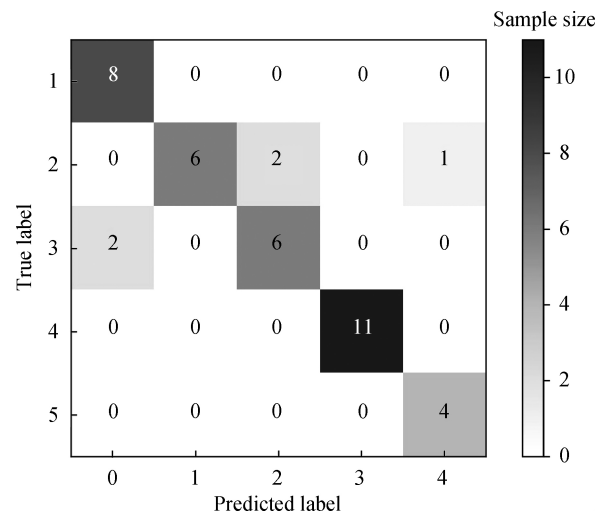 Sample size
1 8 0 0 0 0
2 0 6 2 0 1
3 2 0 6 0 0
4 0 0 0 11 0
5 0 0 0 0 4
0 1 2 3 4
Predicted label
True label
10
8
6
4
2
0